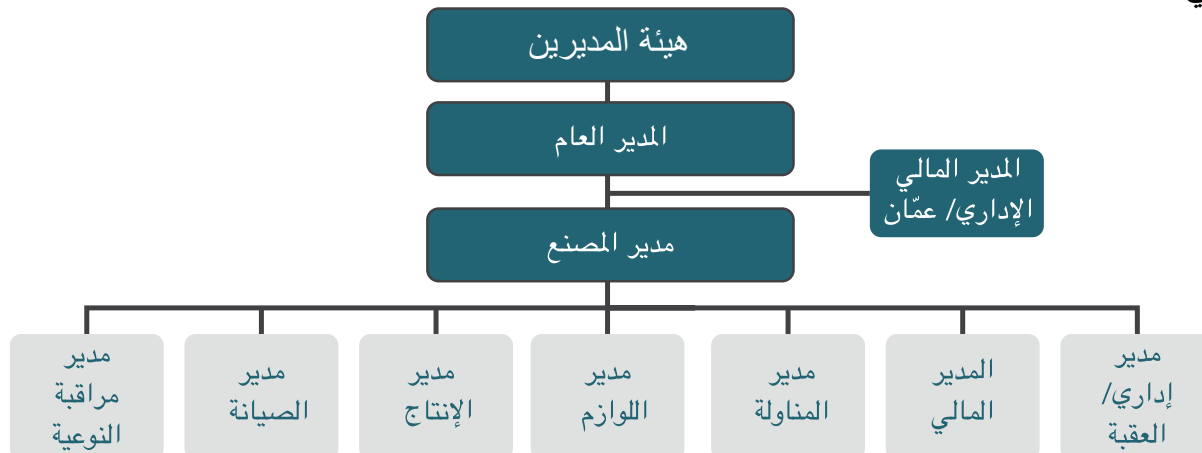 هيئة المديرين
المدير العام
المدير المالي
الإداري/ عمّان
مدير المصنع
مدير
إداري/
العقبة
المدير
المالي
مدير
المناولة
مدير
اللوازم
مدير
الإنتاج
مدير
الصيانة
مدير
مراقبة
النوعية